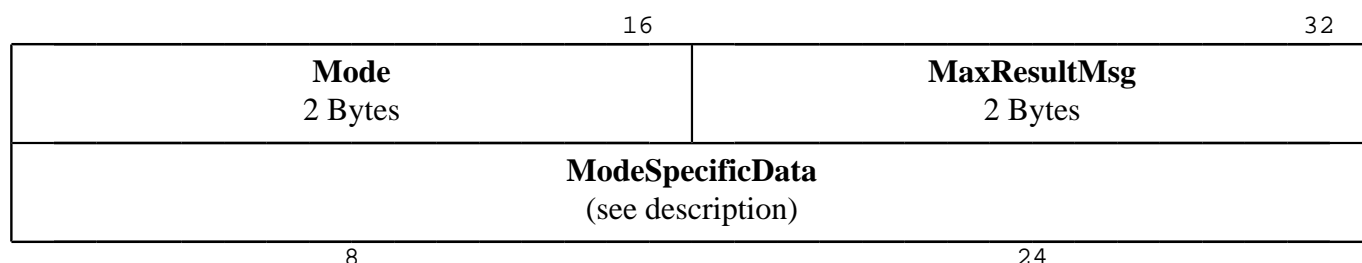 16 32
Mode MaxResultMsg
2 Bytes 2 Bytes
ModeSpecificData
(see description)
8 24